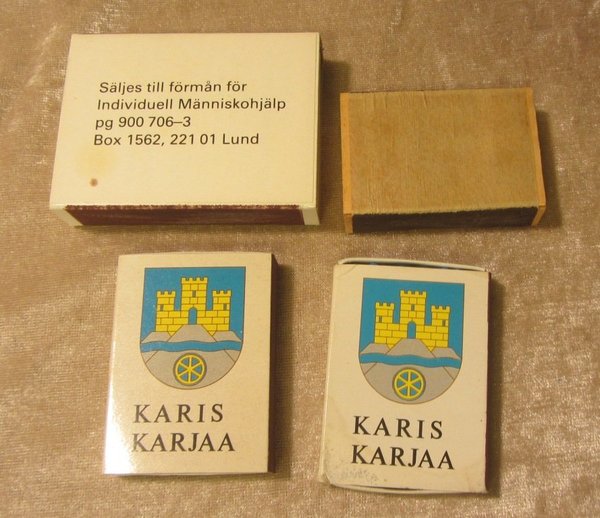 Säljes till förmån för
Individuell Människohjälp
pg 900 706–3
Box 1562, 221 01 Lund
KARIS
KARJAA
KARIS
KARJAA